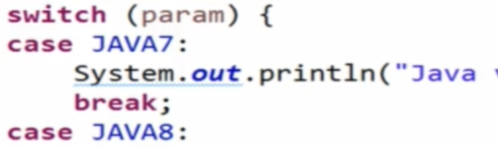 switch (param) {
case JAVA7:
    System.out.println("Java
    break;
case JAVA8: